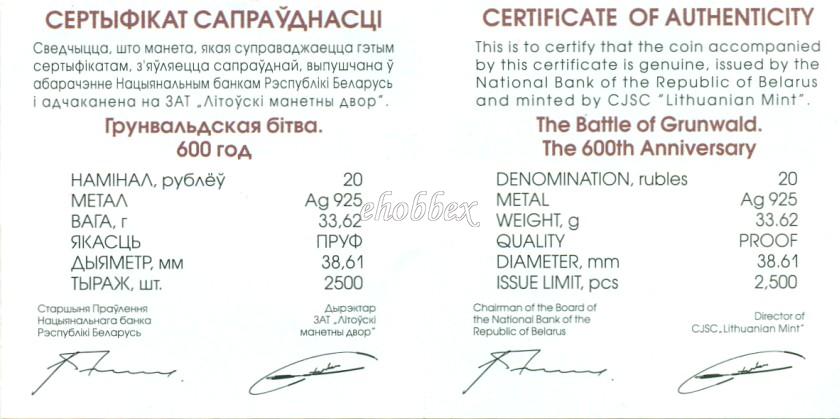 СЕРТЫФІКАТ САПРАЎДНАСЦІ
Сведчыцца, што манета, якая суправаджаецца гэтым
сертыфікатам, з'яўляецца сапраўднай, выпушчана ў
абарачэнне Нацыянальным банкам Рэспублікі Беларусь
і адчаканена на ЗАТ „Літоўскі манетны двор".
Грунвальдская бітва.
600 год
НАМІНАЛ, рублёў 20
МЕТАЛ Ag 925
ВАГА, г 33,62
ЯКАСЦЬ ПРУФ
ДЫЯМЕТР, мм 38,61
ТЫРАЖ, шт. 2500
Старшыня Праўлення
Нацыянальнага банка
Рэспублікі Беларусь
Дырэктар
ЗАТ „Літоўскі
манетны двор"
CERTIFICATE OF AUTHENTICITY
This is to certify that the coin accompanied
by this certificate is genuine, issued by the
National Bank of the Republic of Belarus
and minted by CJSC "Lithuanian Mint".
The Battle of Grunwald.
The 600th Anniversary
DENOMINATION, rubles 20
METAL Ag 925
WEIGHT, g 33.62
QUALITY PROOF
DIAMETER, mm 38.61
ISSUE LIMIT, pcs 2,500
Chairman of the Board of
the National Bank of the
Republic of Belarus
Director of
CJSC „Lithuanian Mint"
ehobbex